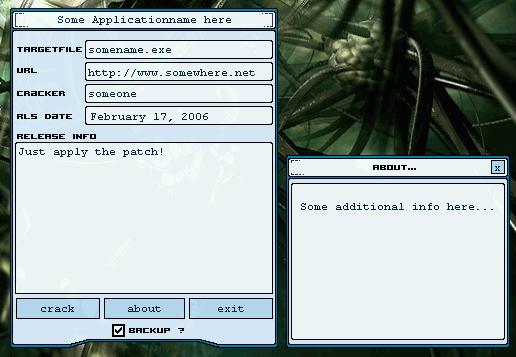 Some Applicationname here
TARGETFILE somename.exe
URL http://www.somewhere.net
CRACKER someone
RLS DATE February 17, 2006
RELEASE INFO
Just apply the patch!
crack about exit
BACKUP ?
ABOUT... x
Some additional info here...